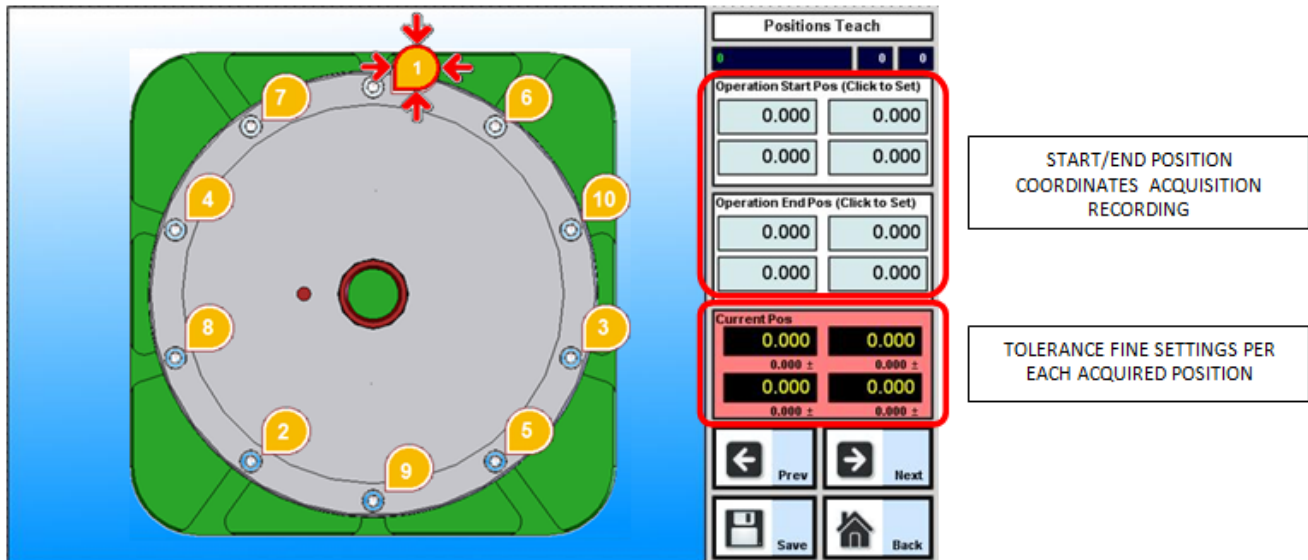 1
7
6
4
10
8
3
2
5
9
Positions Teach
0 0 0
Operation Start Pos (Click to Set)
0.000 0.000
0.000 0.000
Operation End Pos (Click to Set)
0.000 0.000
0.000 0.000
Current Pos
0.000 0.000
0.000 ± 0.000 ±
0.000 0.000
0.000 ± 0.000 ±
Prev Next
Save Back
START/END POSITION
COORDINATES ACQUISITION
RECORDING
TOLERANCE FINE SETTINGS PER
EACH ACQUIRED POSITION